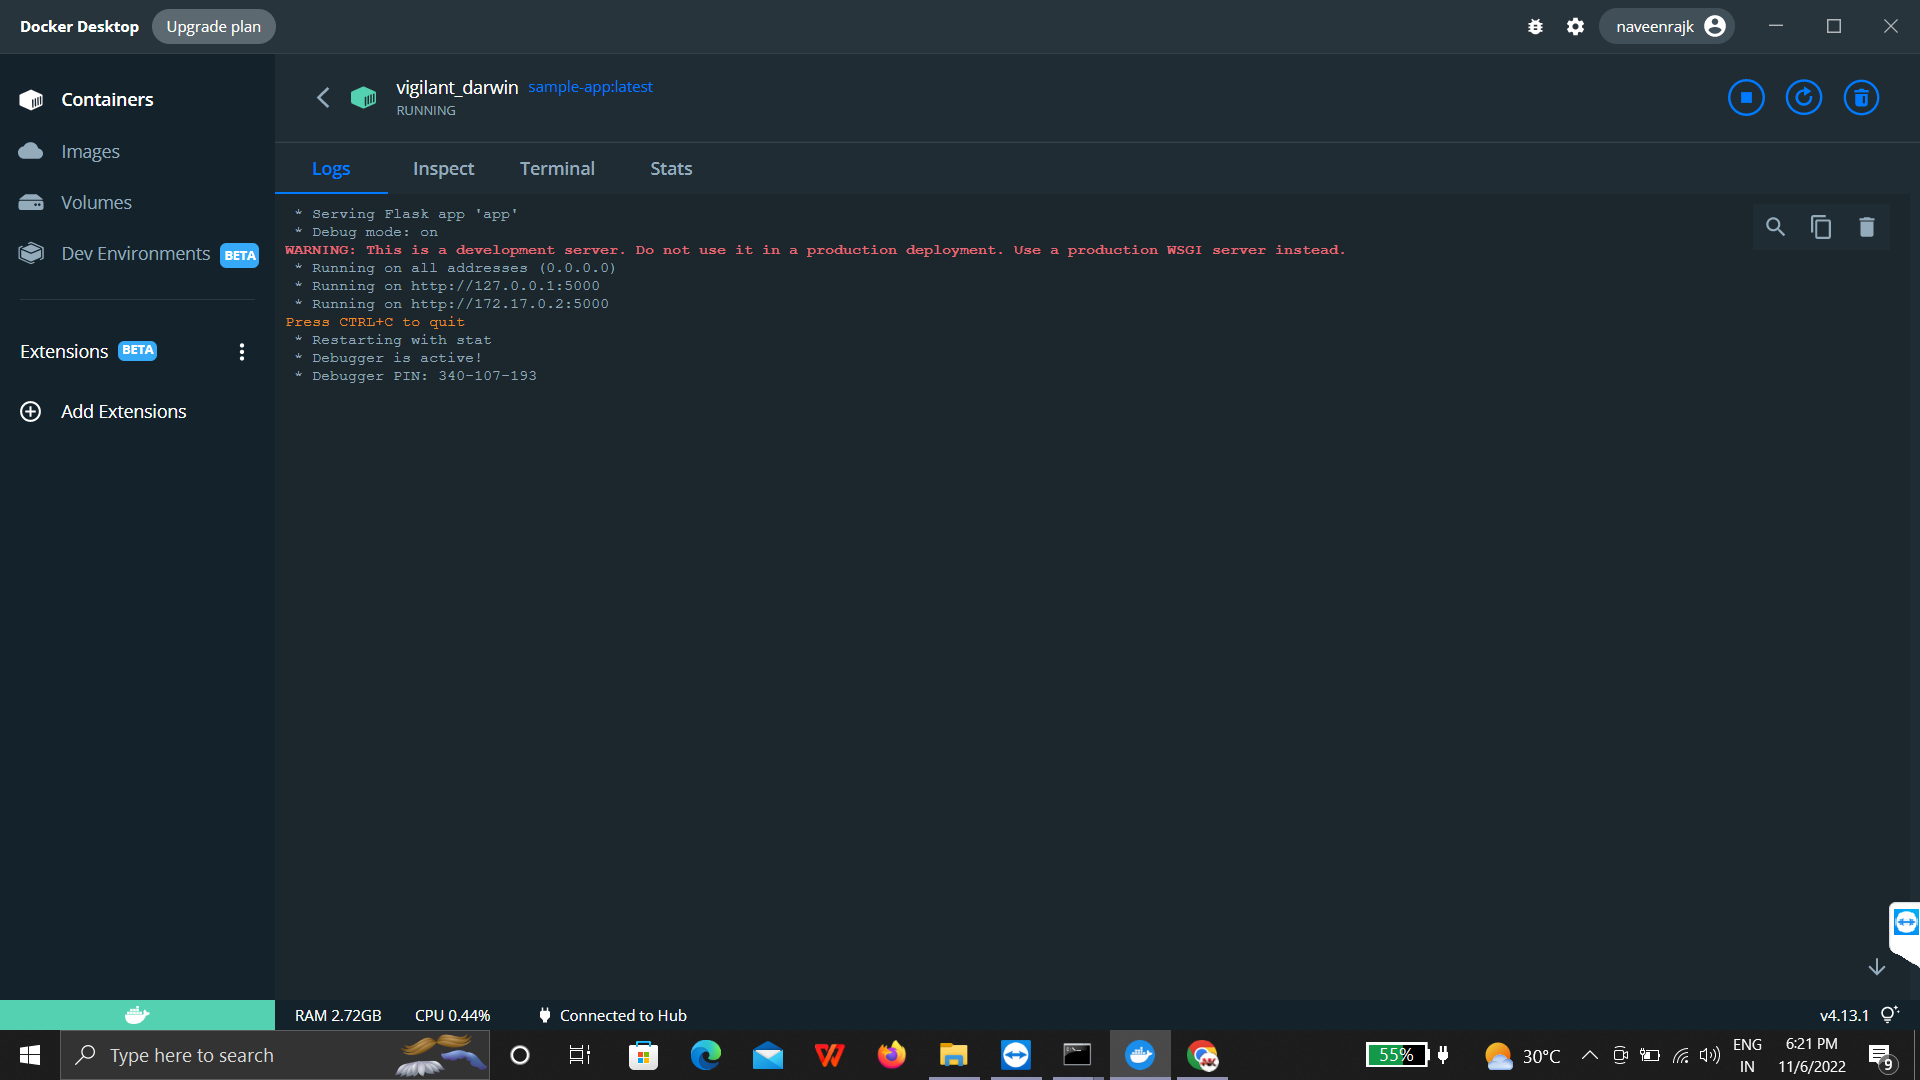 Docker Desktop Upgrade plan naveenrajk
Containers
Images
Volumes
Dev Environments BETA
Extensions BETA
Add Extensions
vigilant_darwin sample-app:latest
RUNNING
Logs Inspect Terminal Stats
* Serving Flask app 'app'
* Debug mode: on
WARNING: This is a development server. Do not use it in a production deployment. Use a production WSGI server instead.
* Running on all addresses (0.0.0.0)
* Running on http://127.0.0.1:5000
* Running on http://172.17.0.2:5000
Press CTRL+C to quit
* Restarting with stat
* Debugger is active!
* Debugger PIN: 340-107-193
RAM 2.72GB CPU 0.44% Connected to Hub v4.13.1
Type here to search
NK
55%
30°C
ENG
IN
6:21 PM
11/6/2022
9